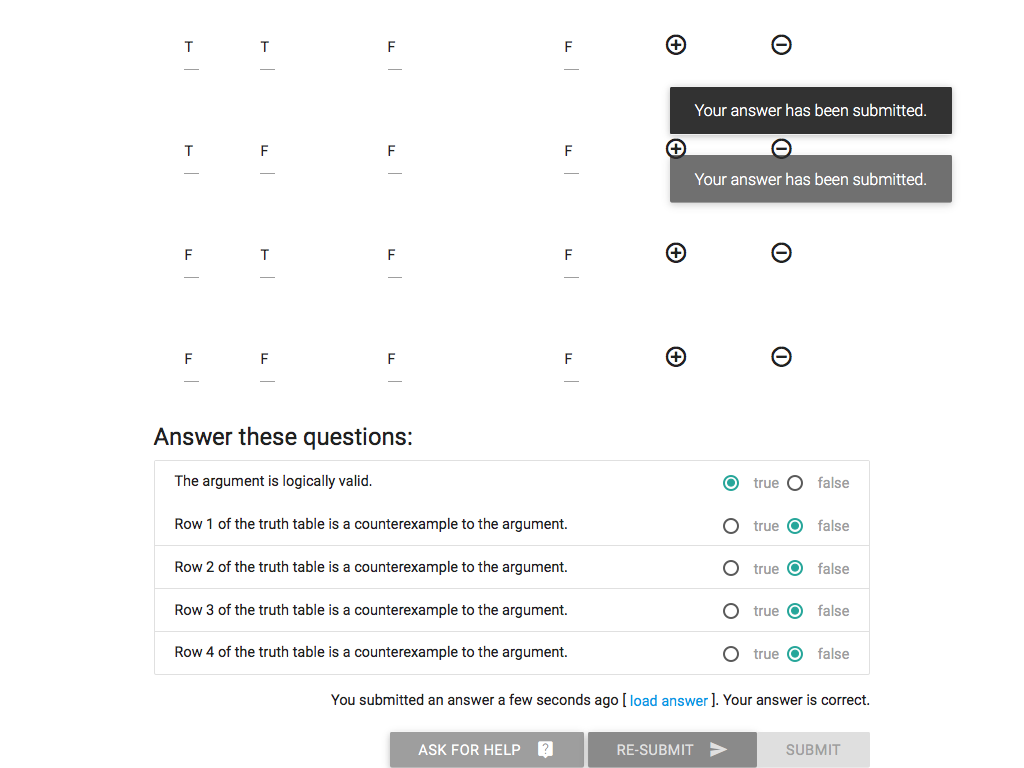 T T F F
Your answer has been submitted.
T F F F
Your answer has been submitted.
F T F F
F F F F
Answer these questions:
The argument is logically valid. true false
Row 1 of the truth table is a counterexample to the argument. true false
Row 2 of the truth table is a counterexample to the argument. true false
Row 3 of the truth table is a counterexample to the argument. true false
Row 4 of the truth table is a counterexample to the argument. true false
You submitted an answer a few seconds ago [ load answer ]. Your answer is correct.
ASK FOR HELP ? RE-SUBMIT SUBMIT